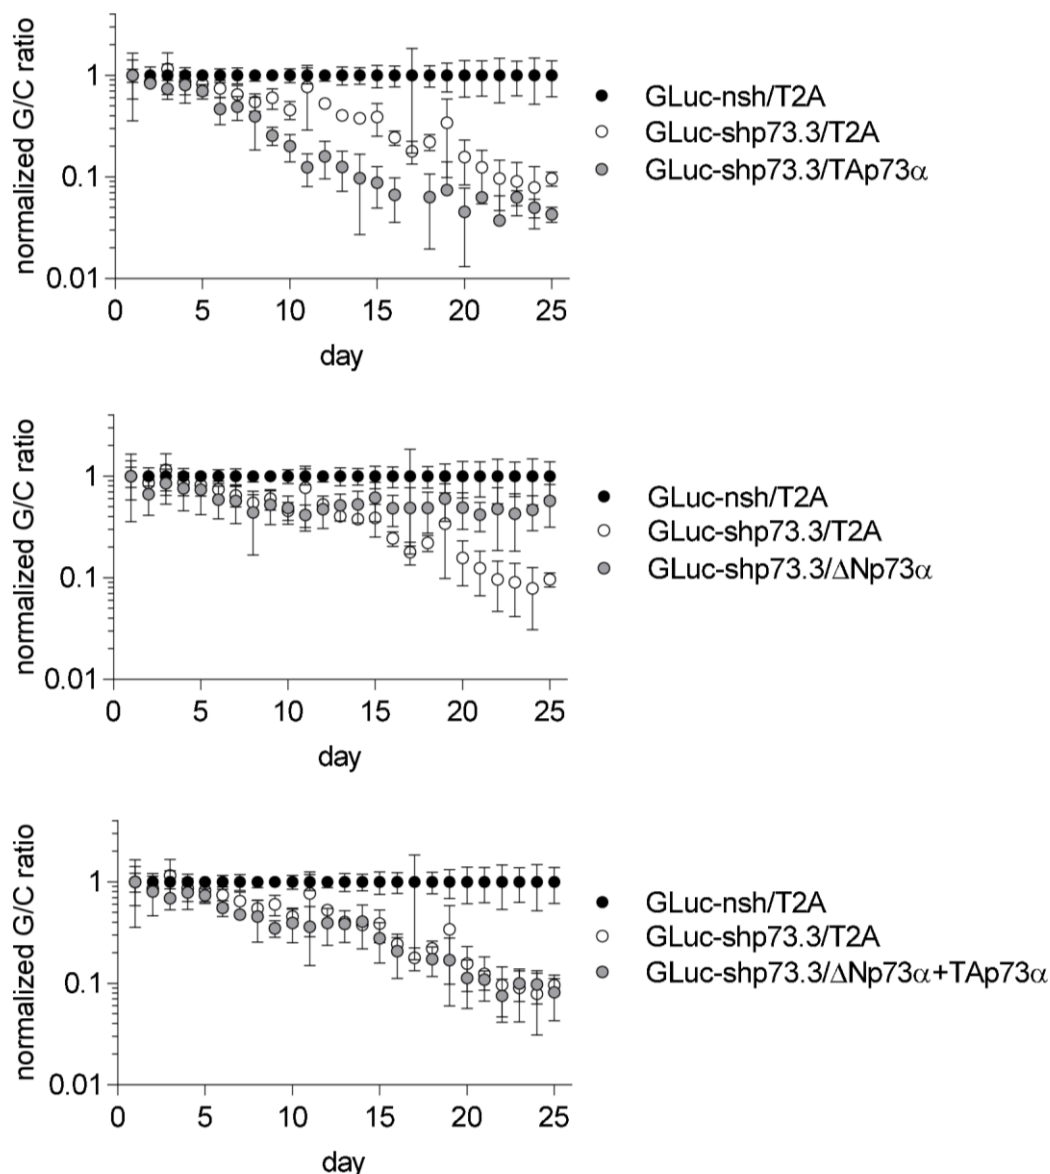 normalized G/C ratio
1
0.1
0.01
0 5 10 15 20 25
day
GLuc-nsh/T2A
GLuc-shp73.3/T2A
GLuc-shp73.3/TAp73α
normalized G/C ratio
1
0.1
0.01
0 5 10 15 20 25
day
GLuc-nsh/T2A
GLuc-shp73.3/T2A
GLuc-shp73.3/ΔNp73α
normalized G/C ratio
1
0.1
0.01
0 5 10 15 20 25
day
GLuc-nsh/T2A
GLuc-shp73.3/T2A
GLuc-shp73.3/ΔNp73α+TAp73α